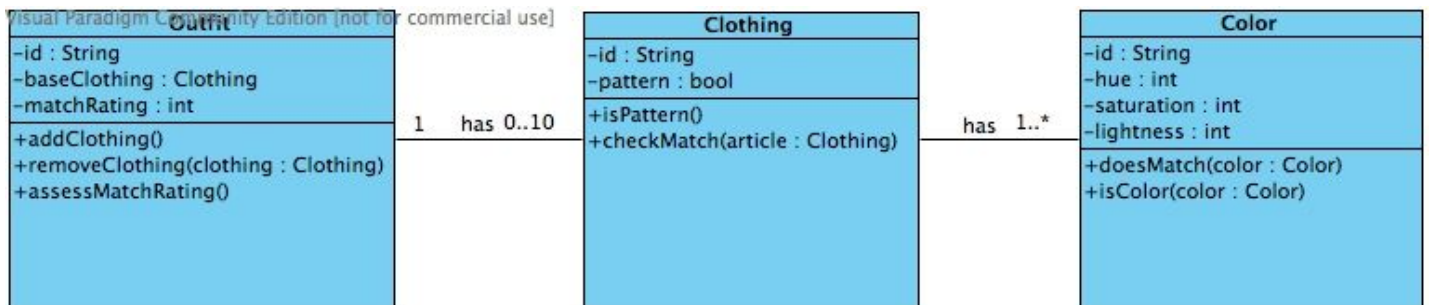 Visual Paradigm Community Edition [not for commercial use]
Outfit
-id : String
-baseClothing : Clothing
-matchRating : int
+addClothing()
+removeClothing(clothing : Clothing)
+assessMatchRating()
1 has 0..10
Clothing
-id : String
-pattern : bool
+isPattern()
+checkMatch(article : Clothing)
has 1..*
Color
-id : String
-hue : int
-saturation : int
-lightness : int
+doesMatch(color : Color)
+isColor(color : Color)